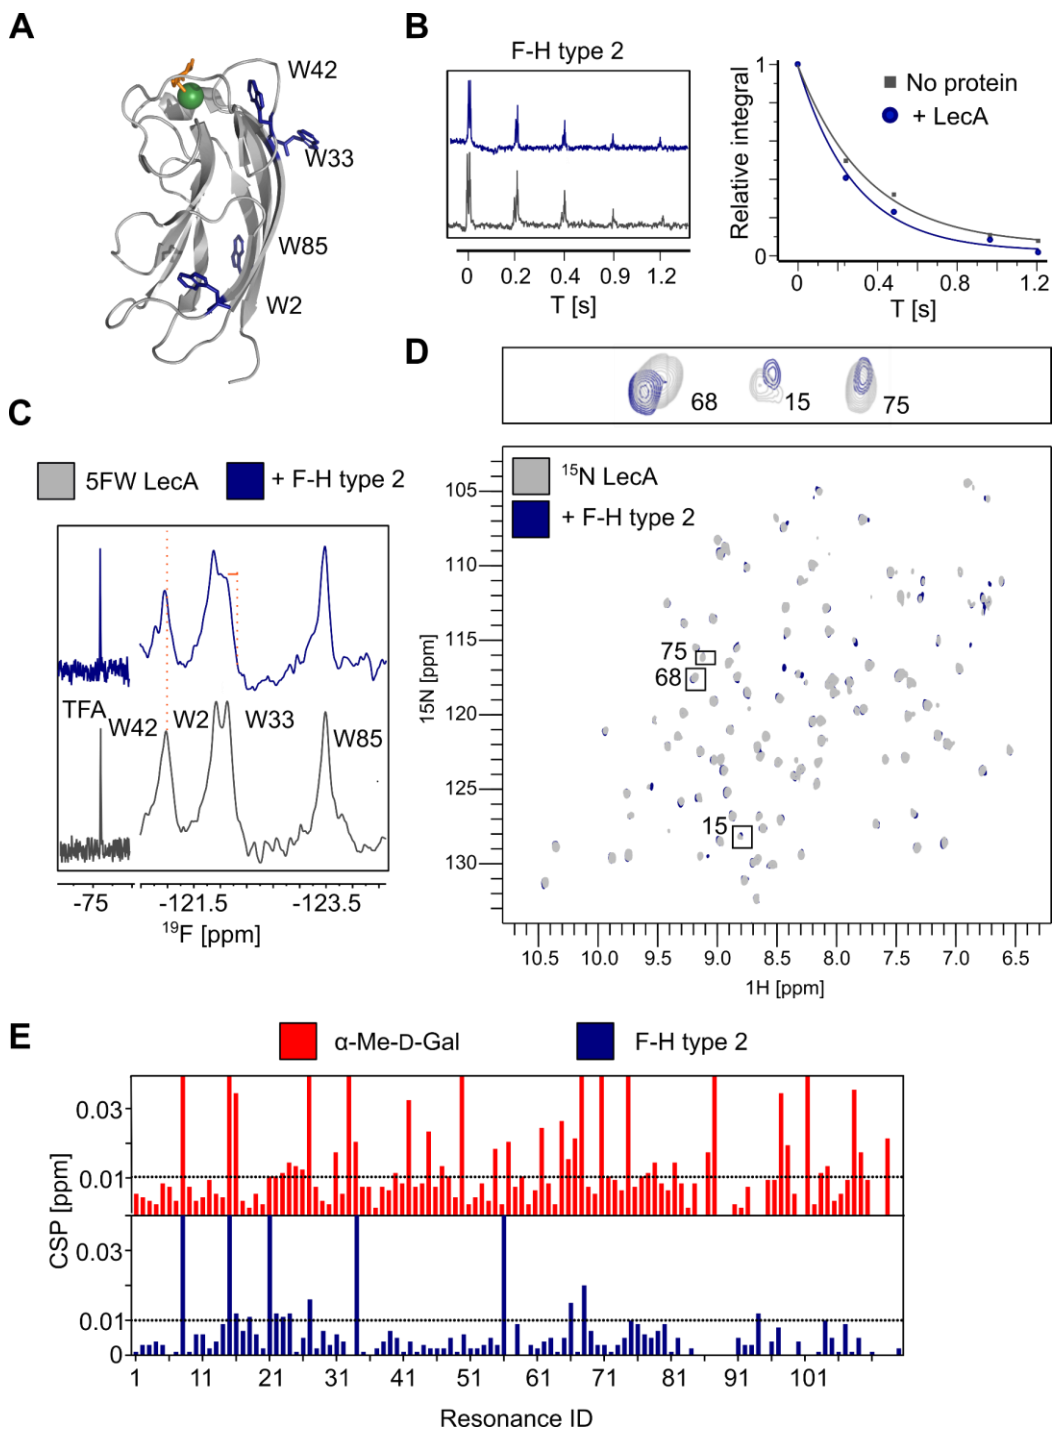 A
W42
W33
W85
W2
B
F-H type 2
0 0.2 0.4 0.9 1.2
T [s]
Relative integral
1
0
No protein
+ LecA
0 0.4 0.8 1.2
T [s]
C
5FW LecA
+ F-H type 2
TFA
W42
W2
W33
W85
-75 -121.5 -123.5
19F [ppm]
D
68
15
75
15N LecA
+ F-H type 2
75
68
15
15N [ppm]
105
110
115
120
125
130
10.5 10.0 9.5 9.0 8.5 8.0 7.5 7.0 6.5
1H [ppm]
E
α-Me-D-Gal
F-H type 2
CSP [ppm]
0.03
0.01
0.03
0.01
0
1 11 21 31 41 51 61 71 81 91 101
Resonance ID